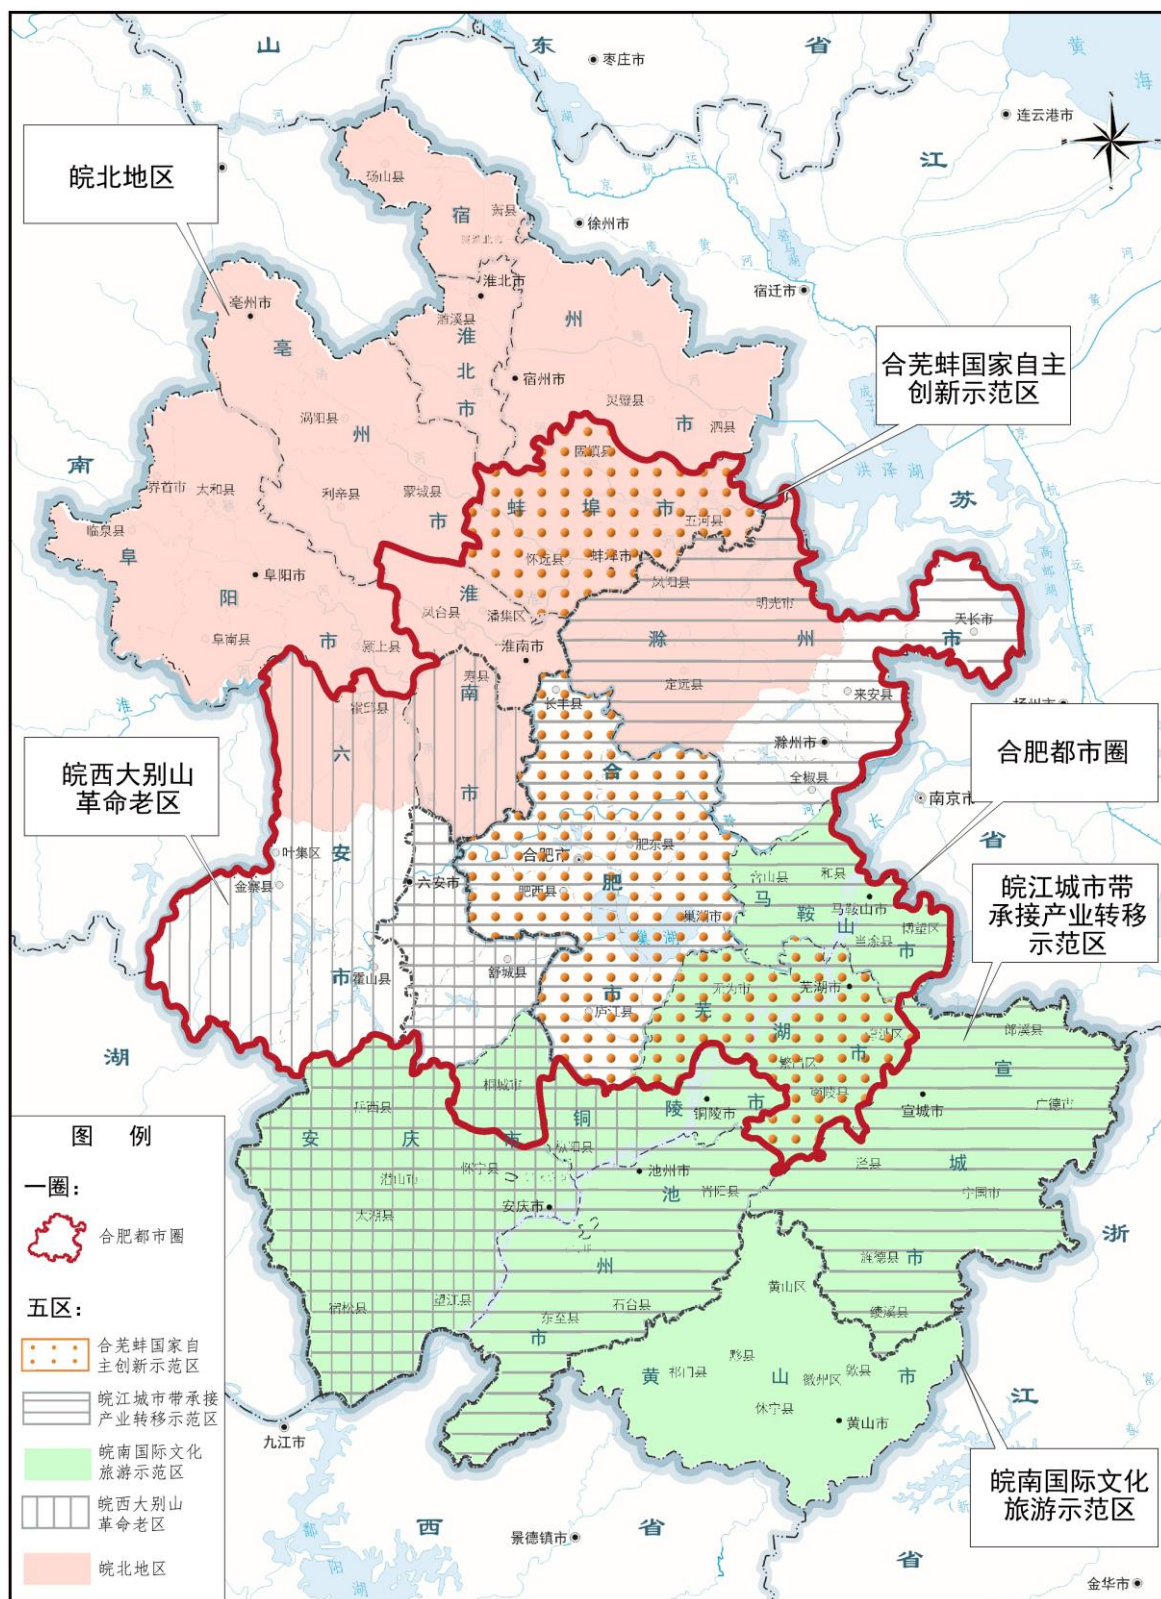 山
东
省
枣庄市
黄
海
连云港市
江
皖北地区
砀山县
宿
萧县
徐州市
淮北市
宿迁市
骆马湖
亳州市
濉溪县
亳
淮
北
市
州
宿州市
合芜蚌国家自主
创新示范区
涡阳县
灵璧县
泗县
州
市
固镇县
南
界首市
太和县
利辛县
蒙城县
市
蚌
埠
市
五河县
洪泽湖
苏
临泉县
阜
怀远县
蚌埠市
凤阳县
明光市
高邮湖
阜阳市
阳
淮
凤台县
潘集区
天长市
阜南县
市
颍上县
淮南市
滁
州
市
淮
寿县
南
定远县
来安县
长丰县
扬州市
霍邱县
皖西大别山
革命老区
六
市
合
滁州市
合肥都市圈
全椒县
南京市
长
叶集区
安
合肥市
肥东县
金寨县
六安市
肥西县
肥
含山县
和县
省
马
鞍
山
市
马鞍山市
博望区
当涂县
巢湖市
巢湖
皖江城市带
承接产业转移
示范区
市
霍山县
舒城县
市
庐江县
无为市
芜湖市
芜
湖
市
湾沚区
郎溪县
繁昌区
南陵县
宣
湖
桐城市
铜
陵
市
铜陵市
宣城市
广德市
图 例
岳西县
安
庆
市
枞阳县
怀宁县
潜山市
池州市
池
青阳县
泾县
城
宁国市
一圈：
合肥都市圈
太湖县
安庆市
浙
旌德县
市
五区：
州
黄山区
宿松县
望江县
东至县
石台县
绩溪县
市
合芜蚌国家自
主创新示范区
皖江城市带承接
产业转移示范区
黟县
祁门县
黄
山
市
徽州区
歙县
休宁县
黄山市
江
九江市
皖南国际文化
旅游示范区
皖西大别山
革命老区
皖南国际文化
旅游示范区
西
省
景德镇市
省
皖北地区
鄱
阳
湖
金华市